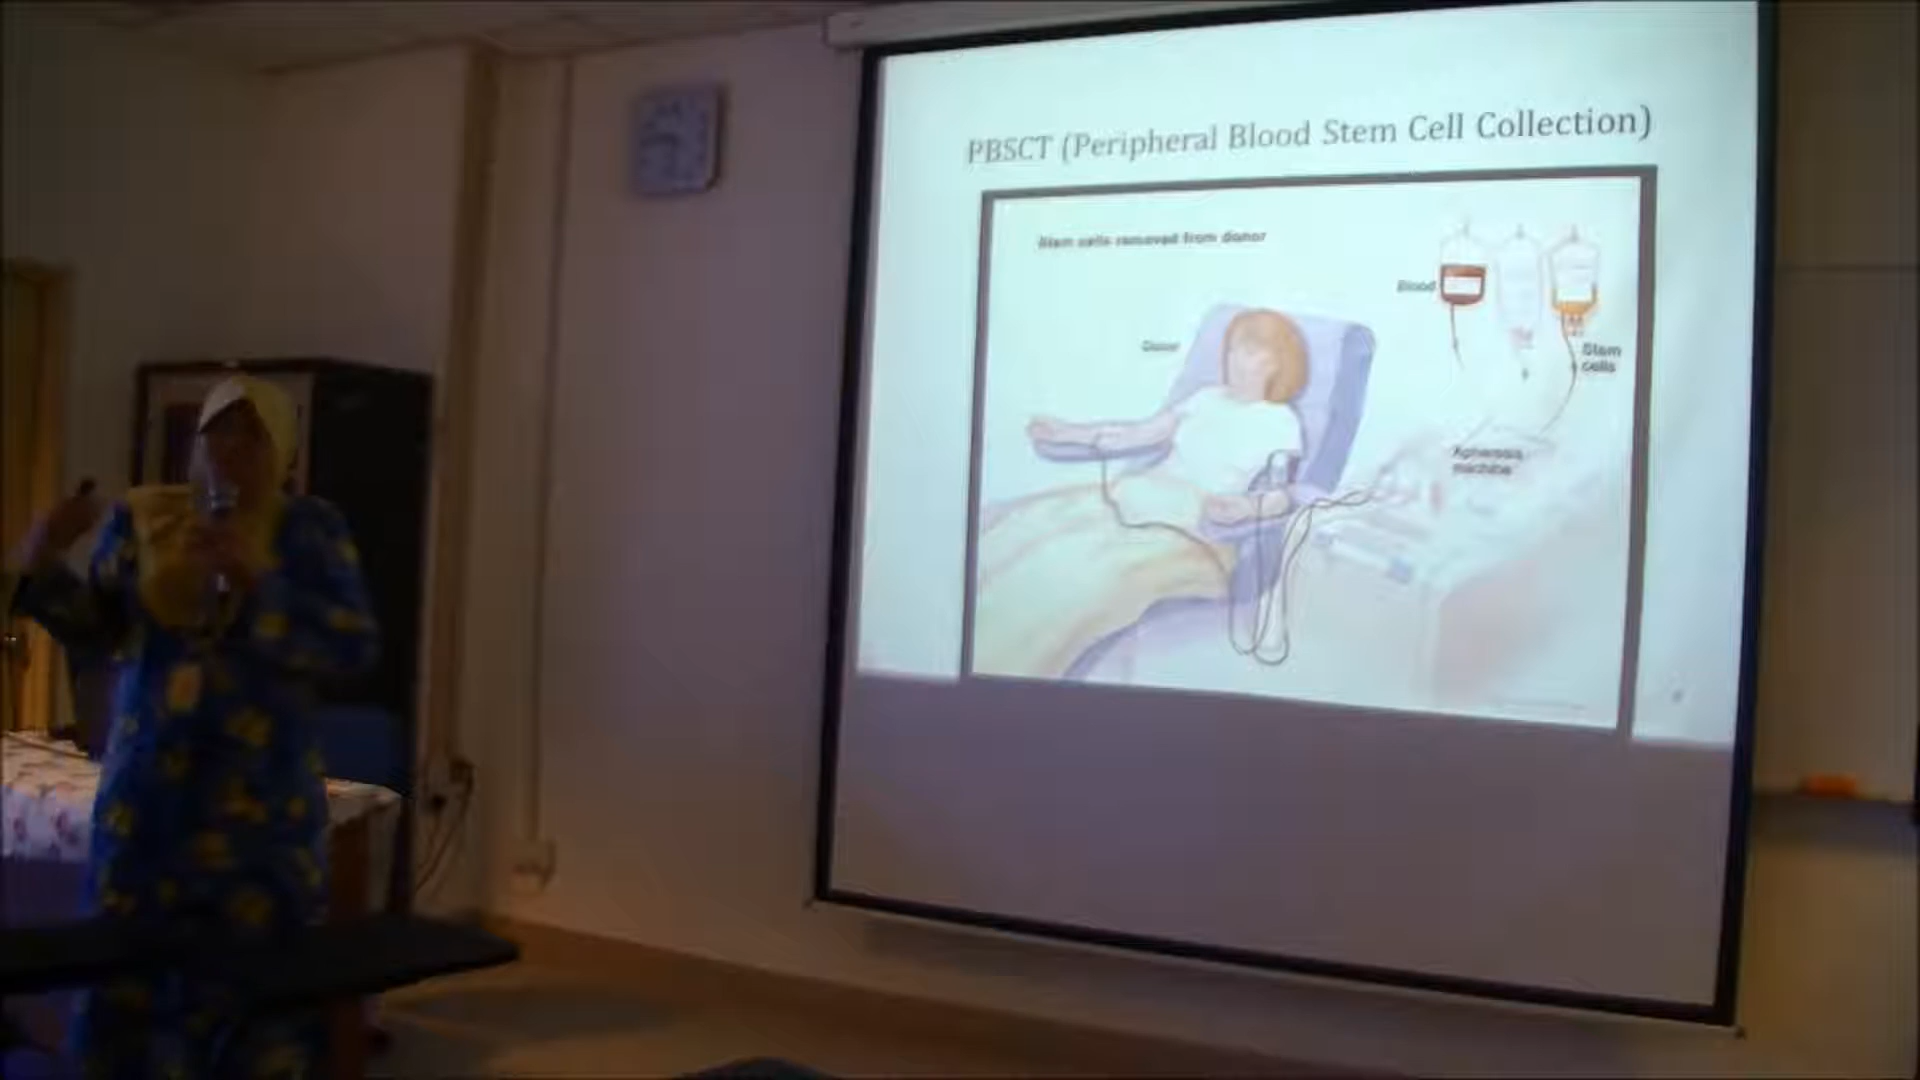 PBSCT (Peripheral Blood Stem Cell Collection)
Stem cells removed from donor
Blood
Donor
Stem
cells
Apheresis
machine